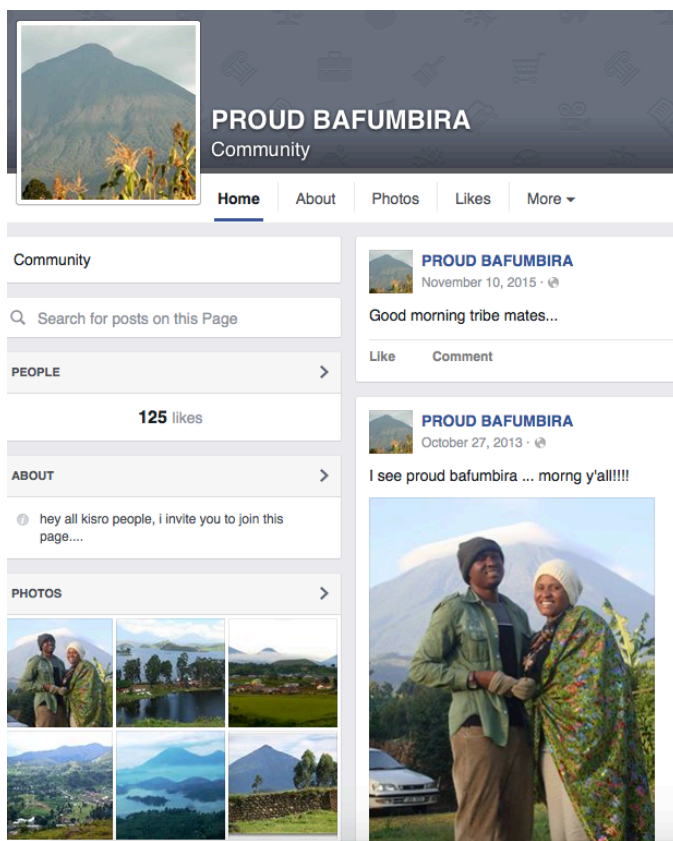 PROUD BAFUMBIRA
Community
Home About Photos Likes More
Community
Search for posts on this Page
PEOPLE
125 likes
ABOUT
hey all kisro people, i invite you to join this
page....
PHOTOS
PROUD BAFUMBIRA
November 10, 2015 ·
Good morning tribe mates...
Like Comment
PROUD BAFUMBIRA
October 27, 2013 ·
I see proud bafumbira ... morng y'all!!!!